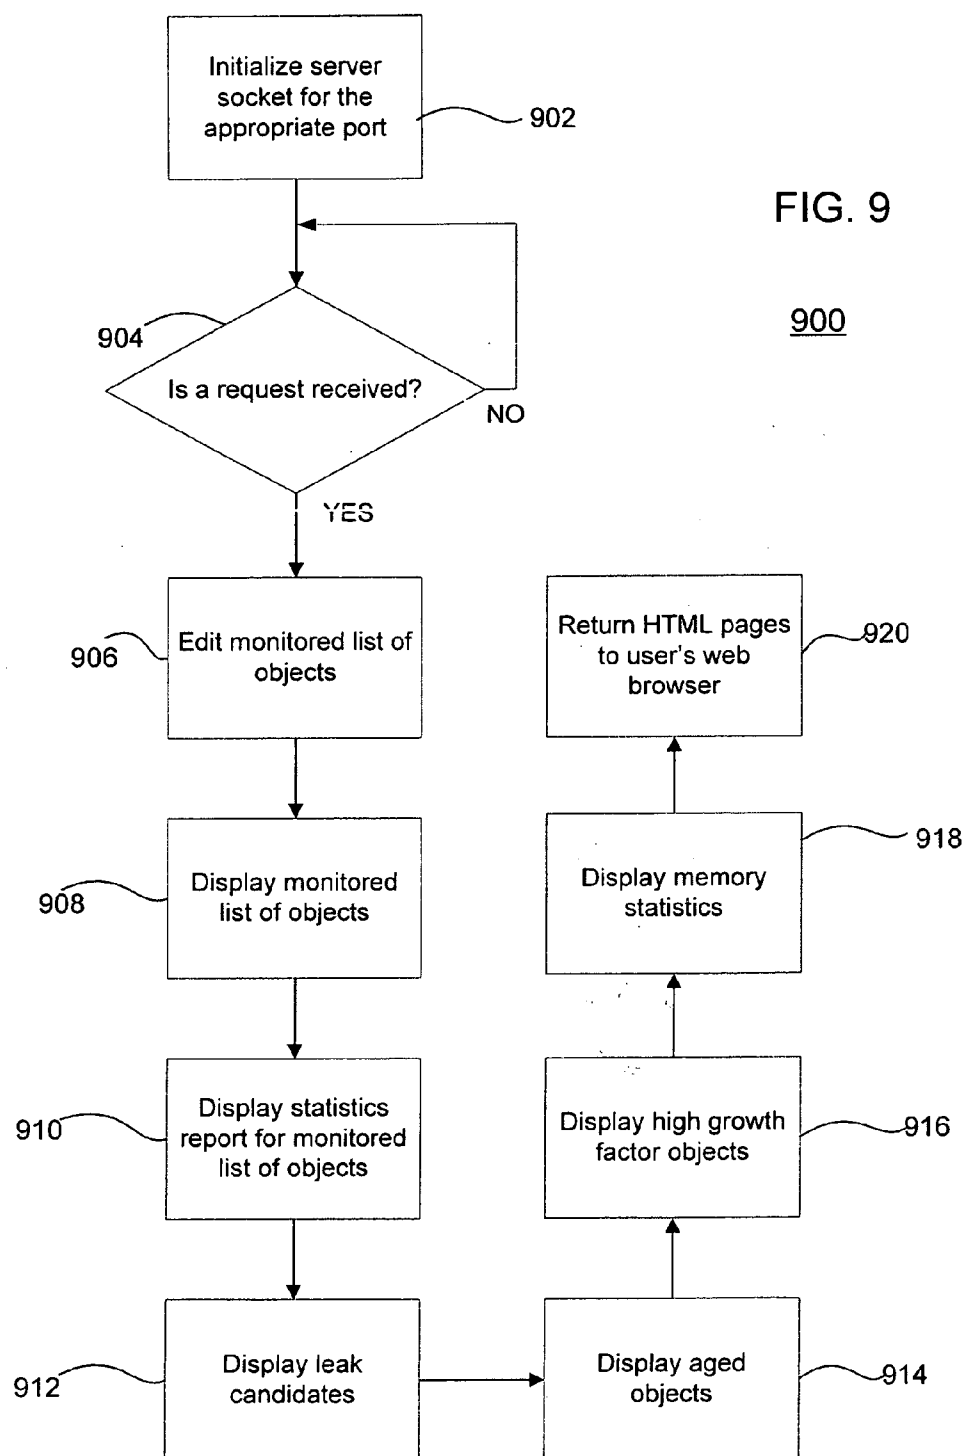 Initialize server
socket for the
appropriate port
902
FIG. 9
900
904
Is a request received?
NO
YES
906
Edit monitored list of
objects
908
Display monitored
list of objects
910
Display statistics
report for monitored
list of objects
912
Display leak
candidates
Display aged
objects
914
Display high growth
factor objects
916
Display memory
statistics
918
Return HTML pages
to user's web
browser
920